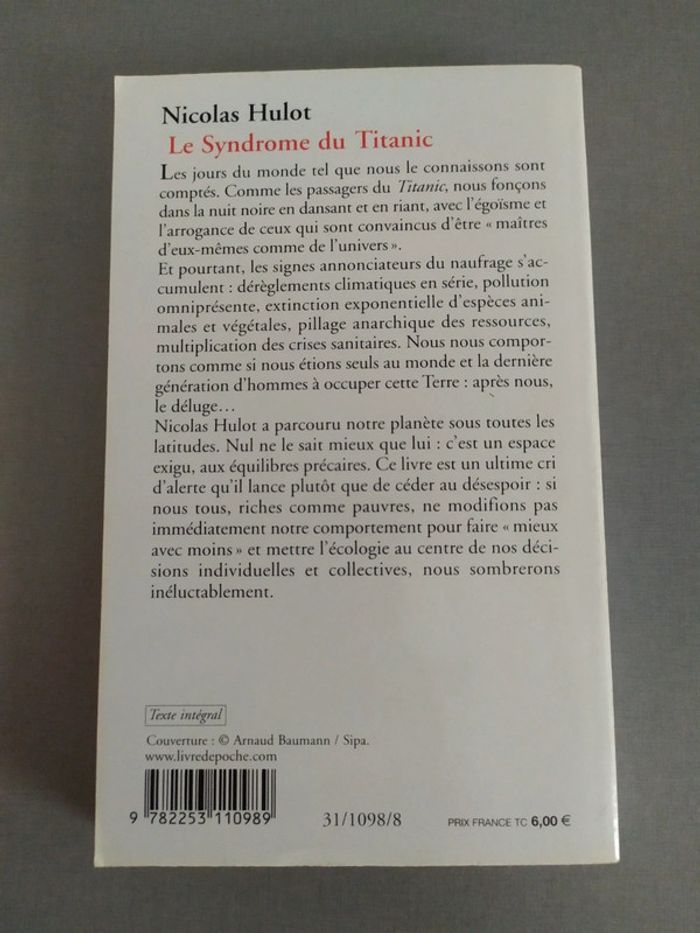 Nicolas Hulot
Le Syndrome du Titanic
Les jours du monde tel que nous le connaissons sont
comptés. Comme les passagers du Titanic, nous fonçons
dans la nuit noire en dansant et en riant, avec l'égoïsme et
l'arrogance de ceux qui sont convaincus d'être « maîtres
d'eux-mêmes comme de l'univers ».
Et pourtant, les signes annonciateurs du naufrage s'ac-
cumulent : dérèglements climatiques en série, pollution
omniprésente, extinction exponentielle d'espèces ani-
males et végétales, pillage anarchique des ressources,
multiplication des crises sanitaires. Nous nous compor-
tons comme si nous étions seuls au monde et la dernière
génération d'hommes à occuper cette Terre : après nous,
le déluge…
Nicolas Hulot a parcouru notre planète sous toutes les
latitudes. Nul ne le sait mieux que lui : c'est un espace
exigu, aux équilibres précaires. Ce livre est un ultime cri
d'alerte qu'il lance plutôt que de céder au désespoir : si
nous tous, riches comme pauvres, ne modifions pas
immédiatement notre comportement pour faire « mieux
avec moins » et mettre l'écologie au centre de nos déci-
sions individuelles et collectives, nous sombrerons
inéluctablement.
Texte intégral
Couverture : © Arnaud Baumann / Sipa.
www.livredepoche.com
9 782253 110989
31/1098/8
PRIX FRANCE TC 6,00 €